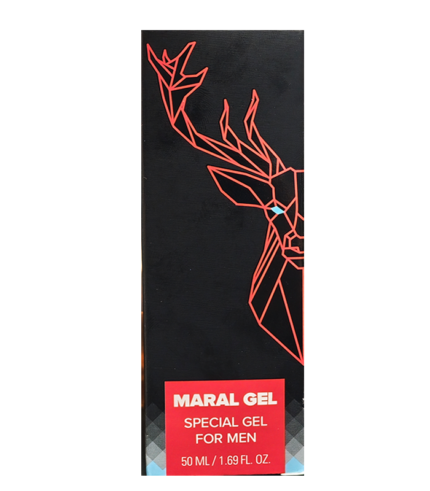 MARAL GEL
SPECIAL GEL
FOR MEN
50 ML / 1.69 FL. OZ.